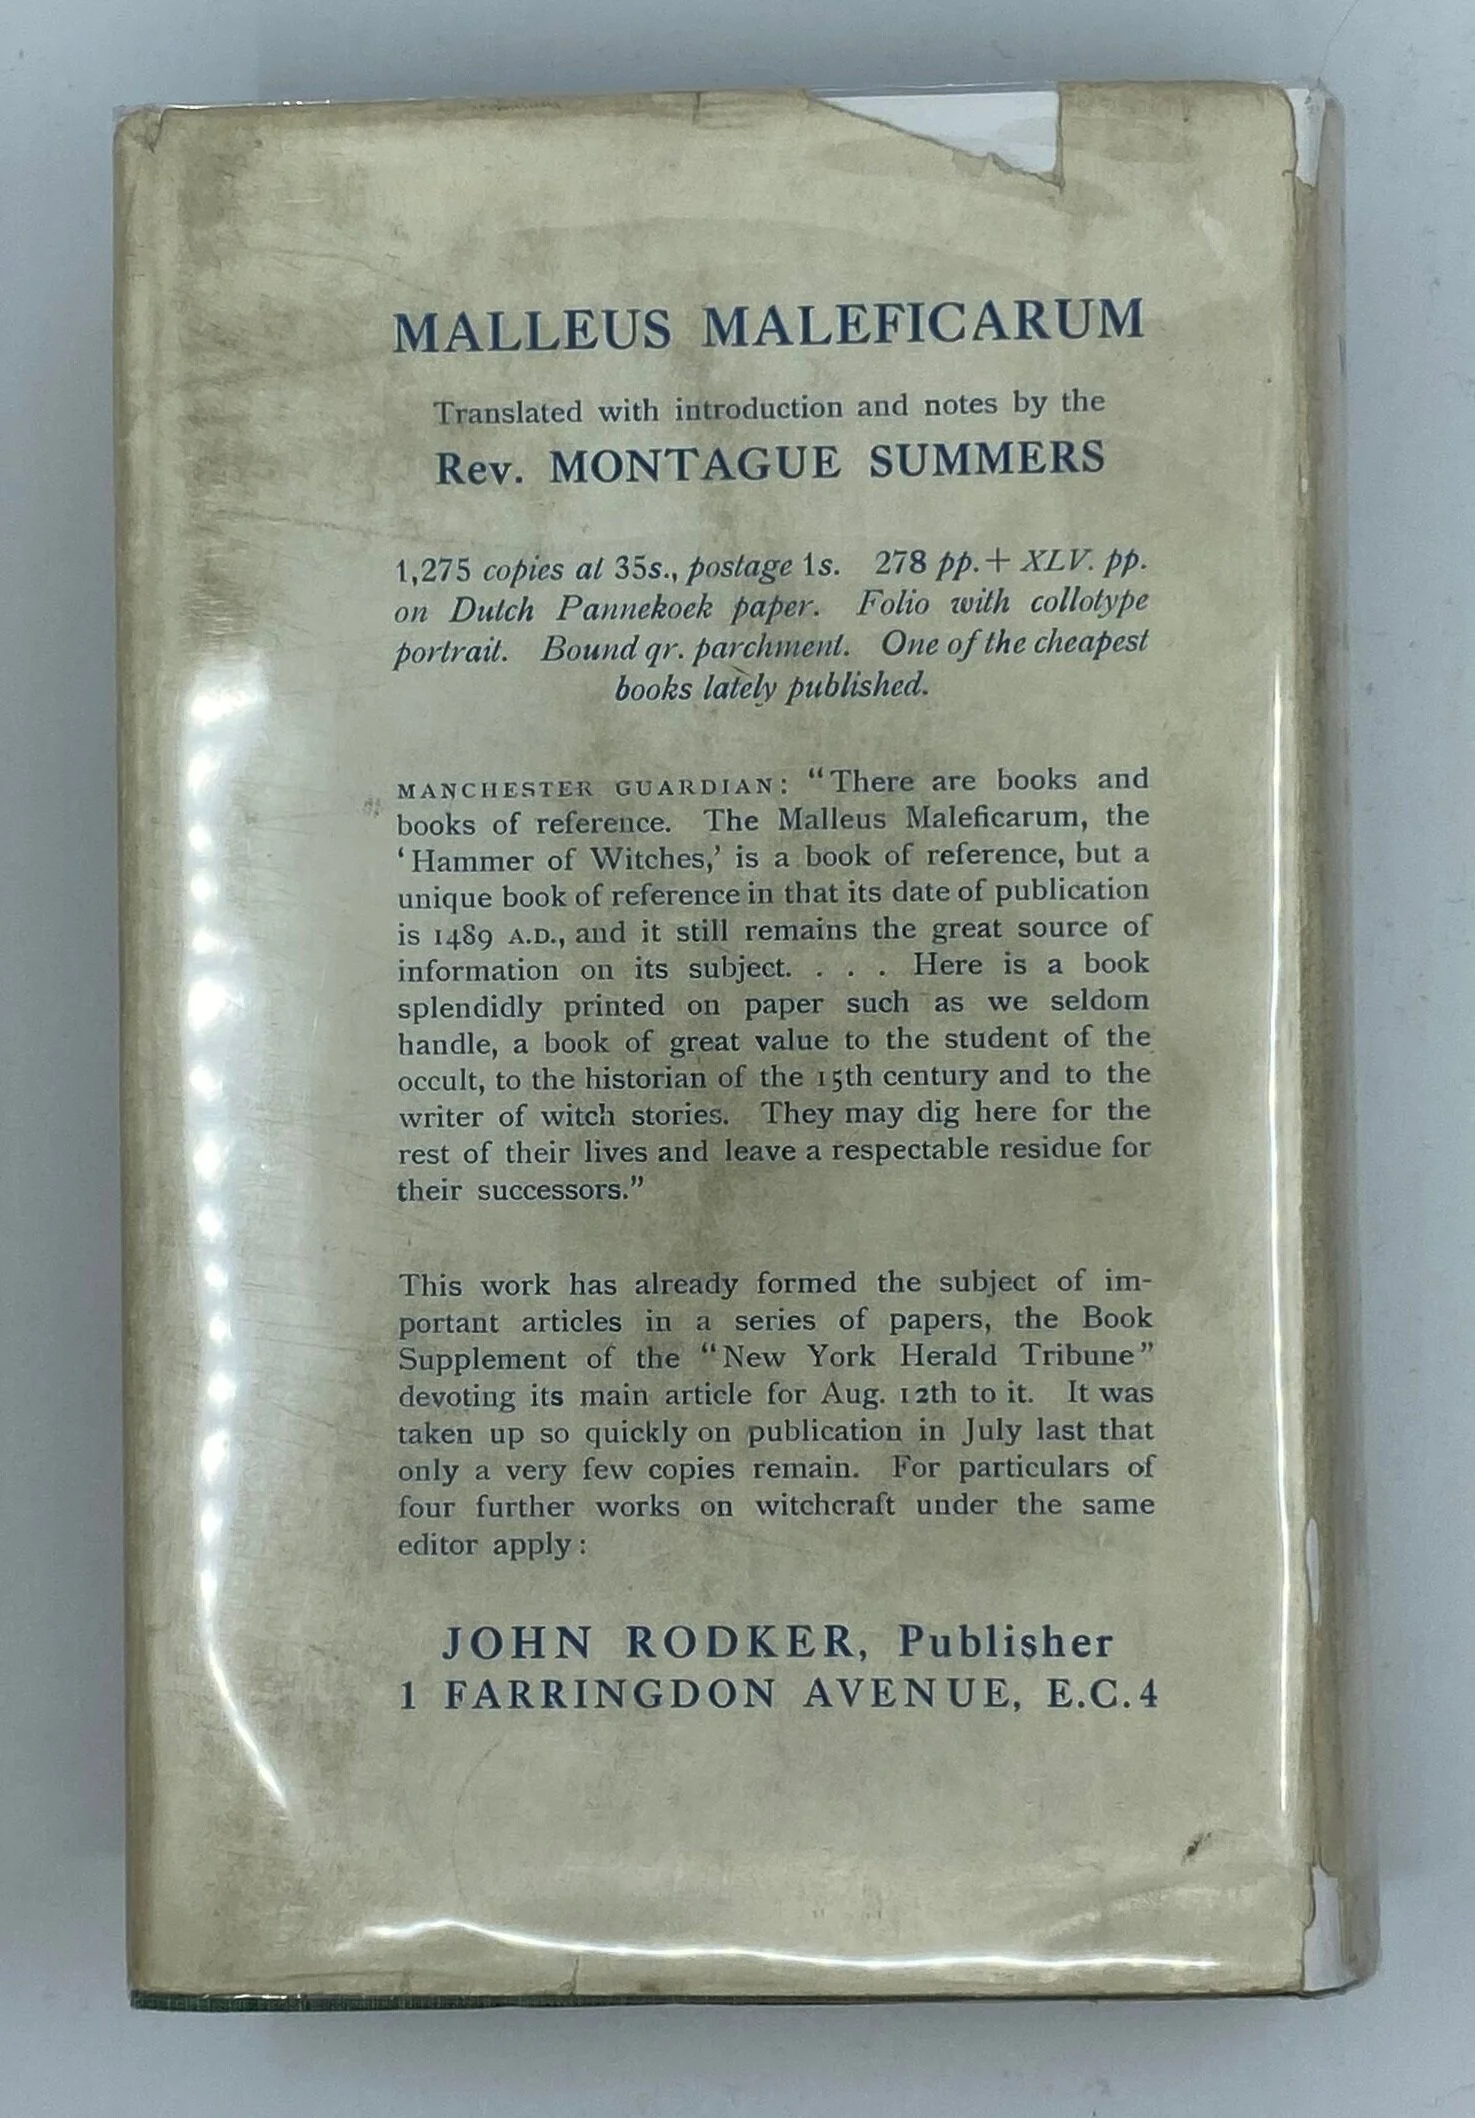 MALLEUS MALEFICARUM
Translated with introduction and notes by the
Rev. MONTAGUE SUMMERS
1,275 copies at 35s., postage 1s. 278 pp.+ XLV. pp.
on Dutch Pannekoek paper. Folio with collotype
portrait. Bound qr. parchment. One of the cheapest
books lately published.
MANCHESTER GUARDIAN: “There are books and
books of reference. The Malleus Maleficarum, the
‘Hammer of Witches,’ is a book of reference, but a
unique book of reference in that its date of publication
is 1489 A.D., and it still remains the great source of
information on its subject. . . . Here is a book
splendidly printed on paper such as we seldom
handle, a book of great value to the student of the
occult, to the historian of the 15th century and to the
writer of witch stories. They may dig here for the
rest of their lives and leave a respectable residue for
their successors.”
This work has already formed the subject of im-
portant articles in a series of papers, the Book
Supplement of the “New York Herald Tribune”
devoting its main article for Aug. 12th to it. It was
taken up so quickly on publication in July last that
only a very few copies remain. For particulars of
four further works on witchcraft under the same
editor apply:
JOHN RODKER, Publisher
1 FARRINGDON AVENUE, E.C.4